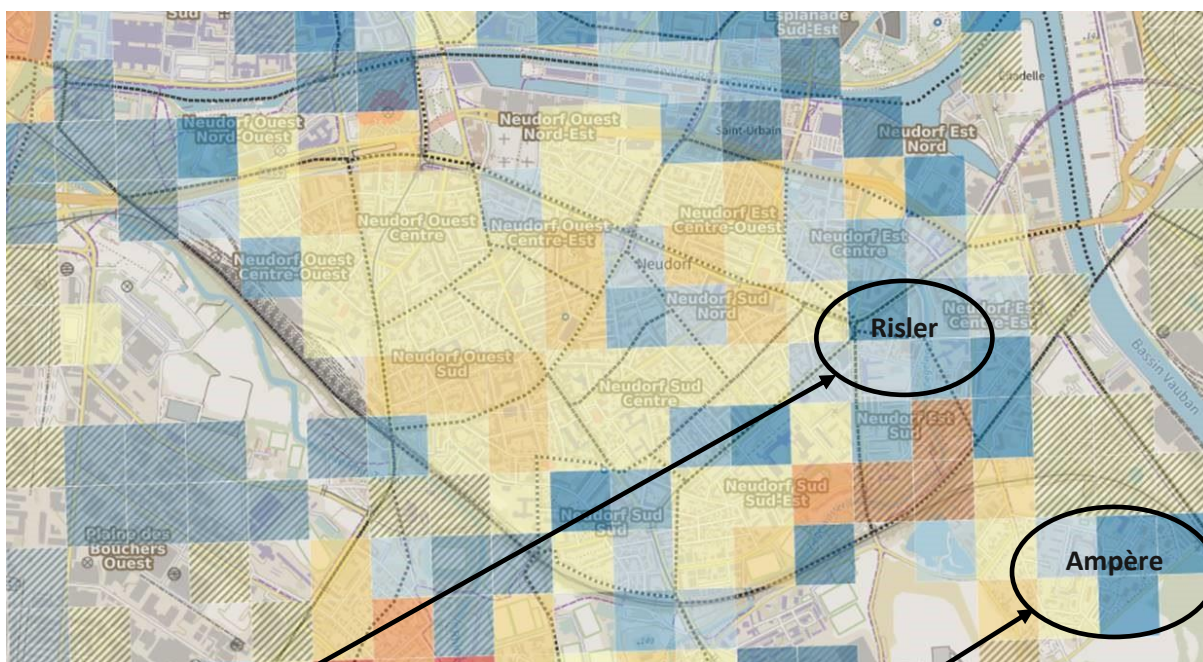 Sud
Esplanade
Sud-Est
Citadelle
Neudorf Ouest
Nord-Ouest
Neudorf Ouest
Nord-Est
Saint-Urbain
Neudorf Est
Nord
Neudorf Ouest
Centre
Neudorf Ouest
Centre-Est
Neudorf Est
Centre-Ouest
Neudorf Est
Centre
Neudorf Ouest
Centre-Ouest
Neudorf
Neudorf Sud
Nord
Neudorf Est
Centre-Est
Risler
Bassin Vauban
Neudorf Ouest
Sud
Neudorf Sud
Centre
Neudorf Est
Sud
Neudorf Sud
Sud-Est
Neudorf Sud
Sud
Plaine des
Bouchers
Ouest
Ampère